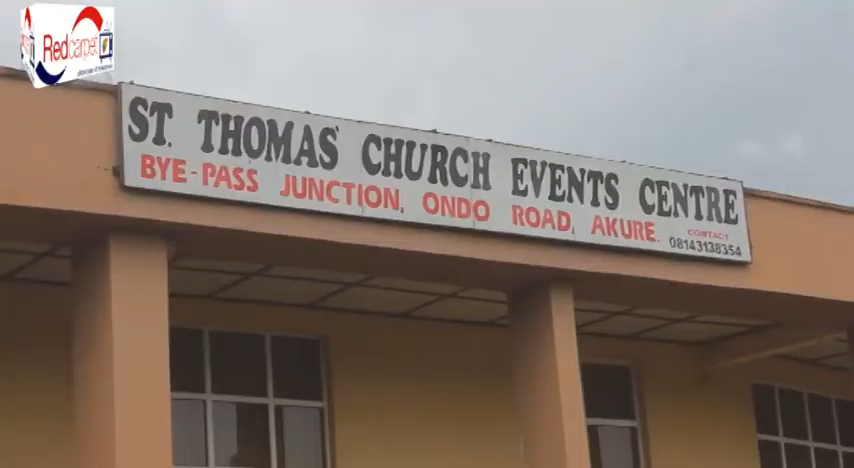 Redcarpet
ST. THOMAS' CHURCH EVENTS CENTRE
BYE-PASS JUNCTION, ONDO ROAD, AKURE.
CONTACT
08143138354